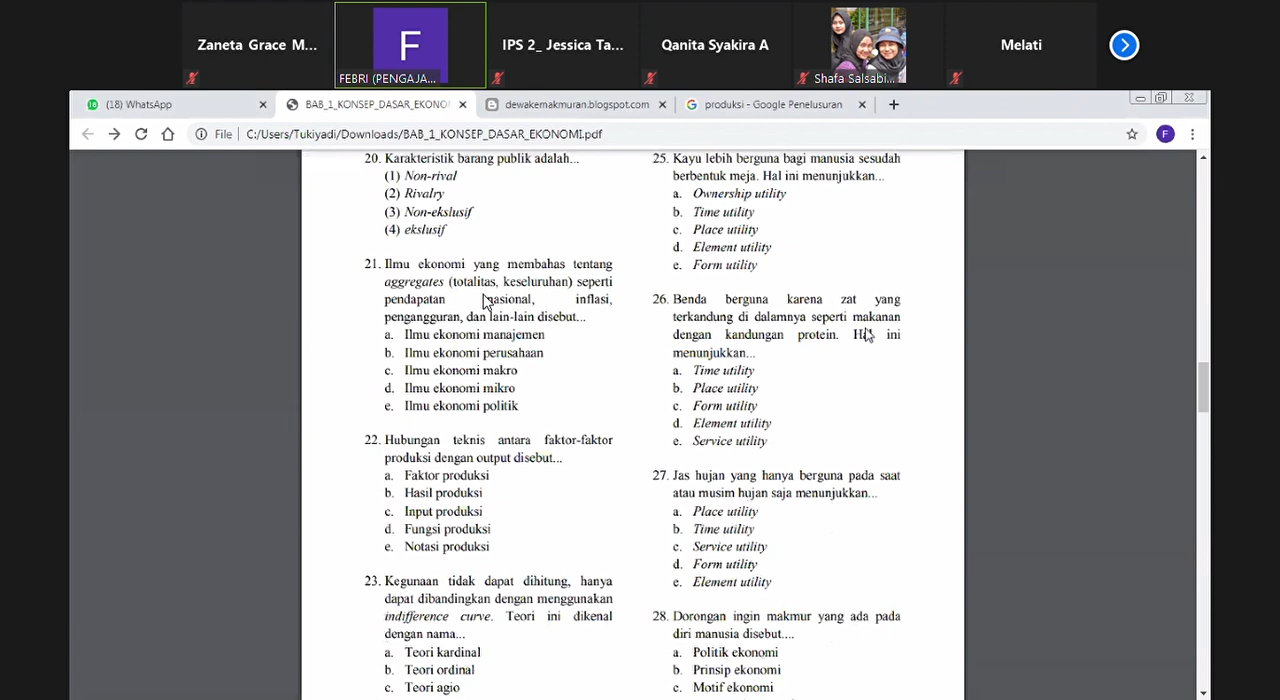 Zaneta Grace M...
F
FEBRI (PENGAJA...
IPS 2_ Jessica Ta...
Qanita Syakira A
Shafa Salsabi...
Melati
(18) WhatsApp
BAB_1_KONSEP_DASAR_EKONO
dewakemakmuran.blogspot.com
produksi - Google Penelusuran
File
C:/Users/Tukiyadi/Downloads/BAB_1_KONSEP_DASAR_EKONOMI.pdf
F
20. Karakteristik barang publik adalah...
(1) Non-rival
(2) Rivalry
(3) Non-ekslusif
(4) ekslusif
21. Ilmu ekonomi yang membahas tentang
aggregates (totalitas, keseluruhan) seperti
pendapatan nasional, inflasi,
pengangguran, dan lain-lain disebut...
a. Ilmu ekonomi manajemen
b. Ilmu ekonomi perusahaan
c. Ilmu ekonomi makro
d. Ilmu ekonomi mikro
e. Ilmu ekonomi politik
22. Hubungan teknis antara faktor-faktor
produksi dengan output disebut...
a. Faktor produksi
b. Hasil produksi
c. Input produksi
d. Fungsi produksi
e. Notasi produksi
23. Kegunaan tidak dapat dihitung, hanya
dapat dibandingkan dengan menggunakan
indifference curve. Teori ini dikenal
dengan nama...
a. Teori kardinal
b. Teori ordinal
c. Teori agio
25. Kayu lebih berguna bagi manusia sesudah
berbentuk meja. Hal ini menunjukkan...
a. Ownership utility
b. Time utility
c. Place utility
d. Element utility
e. Form utility
26. Benda berguna karena zat yang
terkandung di dalamnya seperti makanan
dengan kandungan protein. Hal ini
menunjukkan...
a. Time utility
b. Place utility
c. Form utility
d. Element utility
e. Service utility
27. Jas hujan yang hanya berguna pada saat
atau musim hujan saja menunjukkan...
a. Place utility
b. Time utility
c. Service utility
d. Form utility
e. Element utility
28. Dorongan ingin makmur yang ada pada
diri manusia disebut....
a. Politik ekonomi
b. Prinsip ekonomi
c. Motif ekonomi